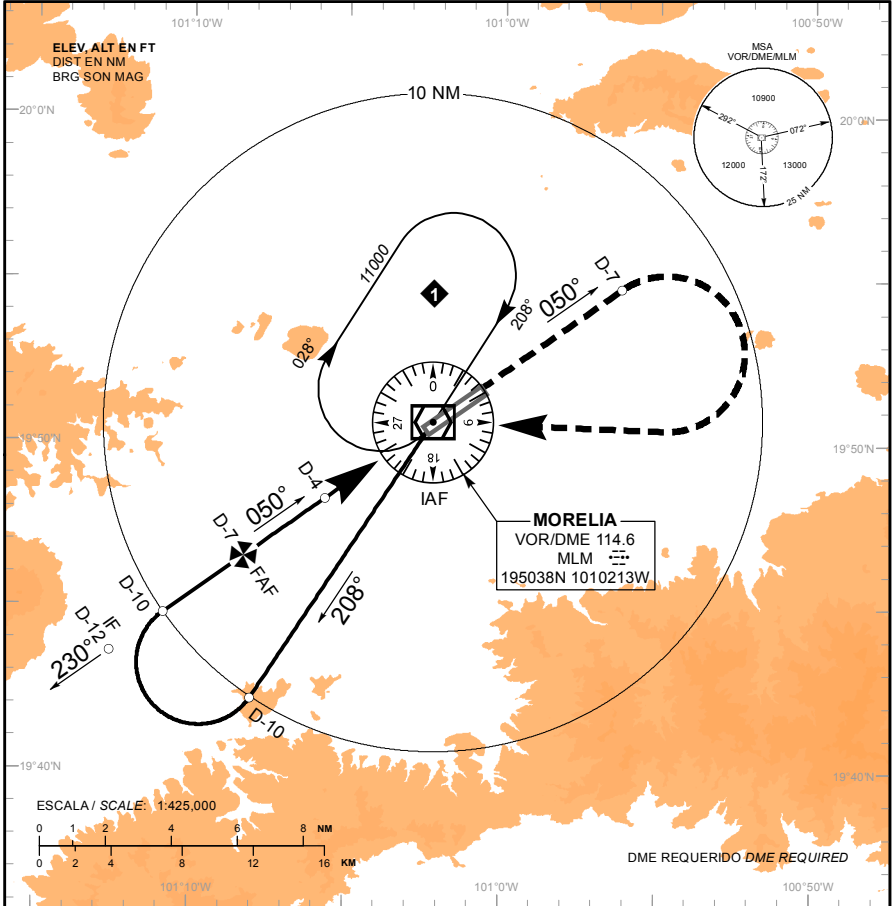 101°10'W
101°0'W
100°50'W
ELEV, ALT EN FT
DIST EN NM
BRG SON MAG
MSA
VOR/DME/MLM
10900
292°
072°
12000
13000
172°
25 NM
20°0'N
20°0'N
10 NM
11000
1
D-7
050°
208°
028°
0
27
9
18
IAF
19°50'N
19°50'N
D-4
050°
D-7
FAF
MORELIA
VOR/DME 114.6
MLM
195038N 1010213W
D-10
208°
IF
D-12
230°
D-10
19°40'N
19°40'N
ESCALA / SCALE: 1:425,000
0 1 2 4 6 8 NM
0 2 4 8 12 16 KM
DME REQUERIDO DME REQUIRED
101°10'W
101°0'W
100°50'W